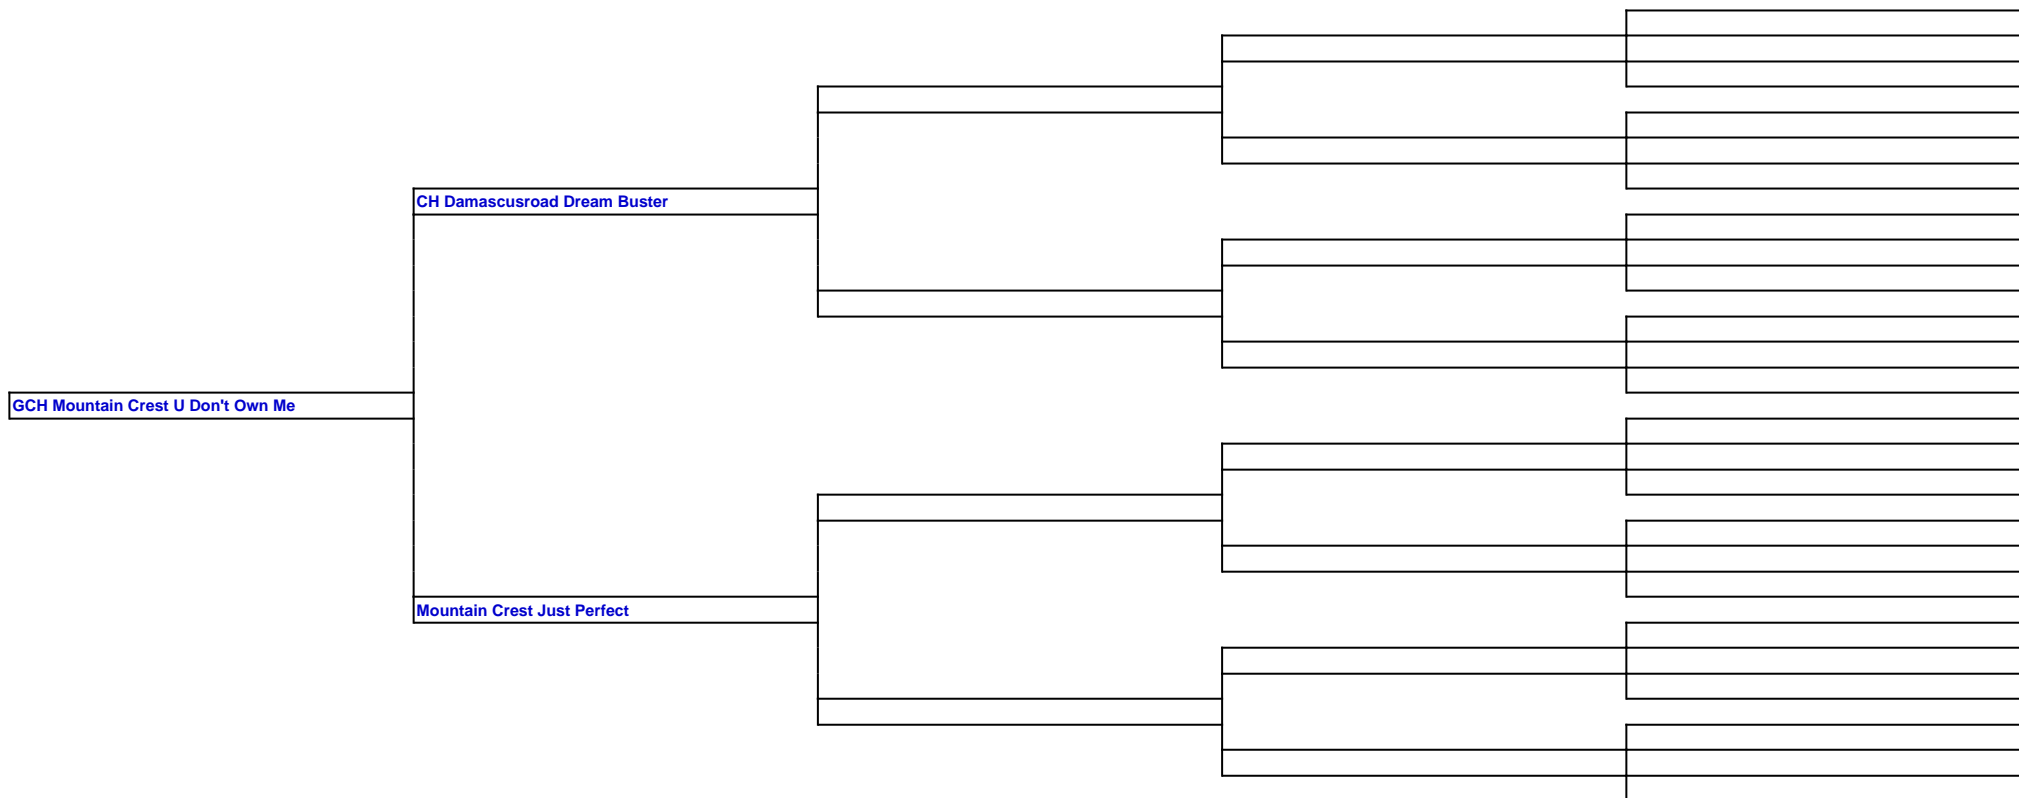 CH Damascusroad Dream Buster
GCH Mountain Crest U Don't Own Me
Mountain Crest Just Perfect